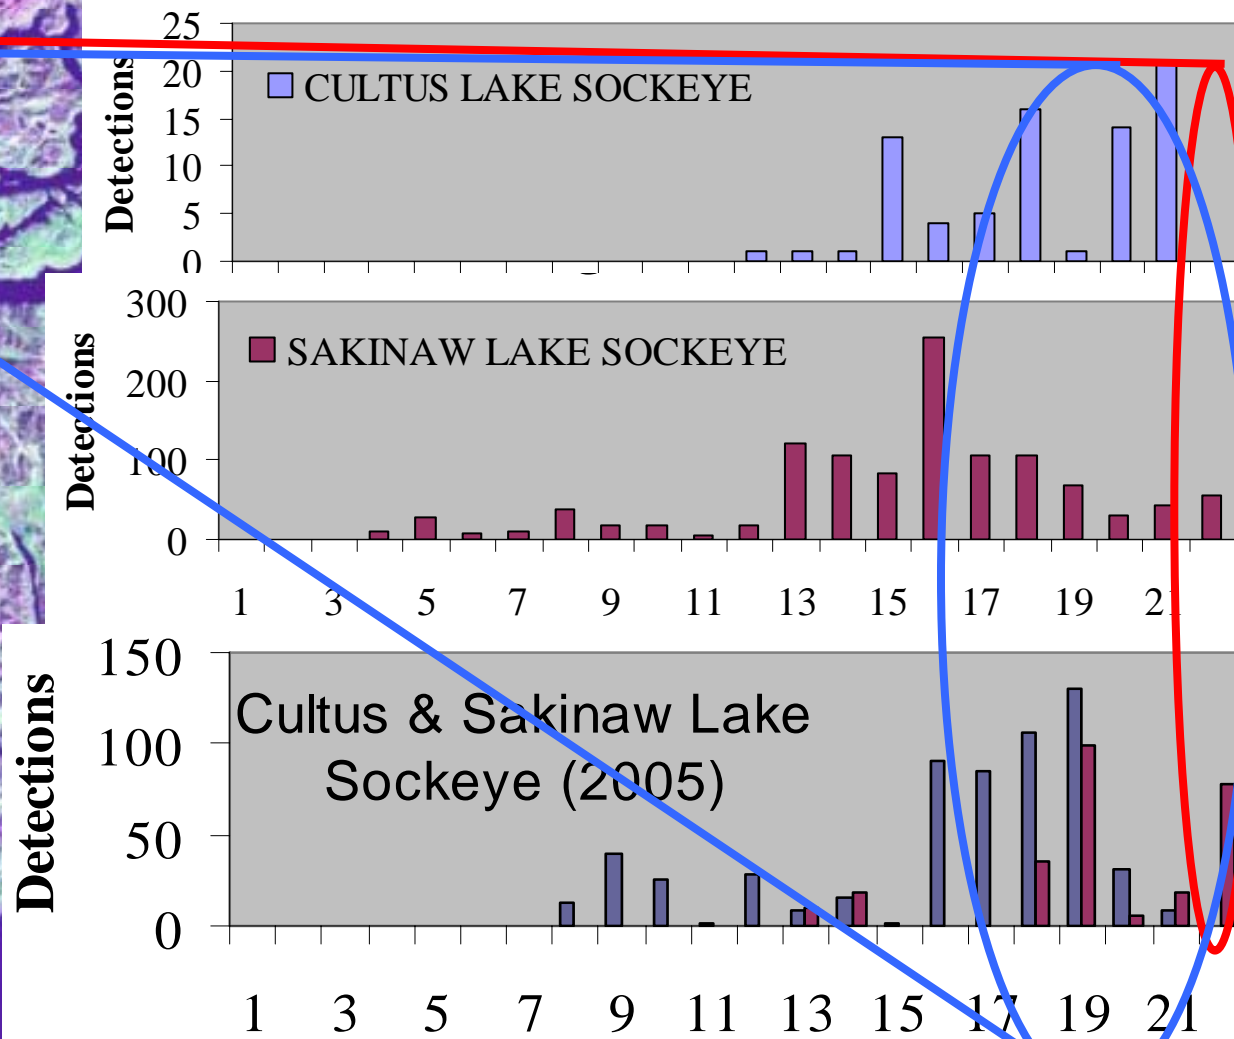 25
20
15
10
5
0
Detections
CULTUS LAKE SOCKEYE
300
200
100
0
Detections
SAKINAW LAKE SOCKEYE
1 3 5 7 9 11 13 15 17 19 21
150
100
50
0
Detections
Cultus & Sakinaw Lake
Sockeye (2005)
1 3 5 7 9 11 13 15 17 19 21